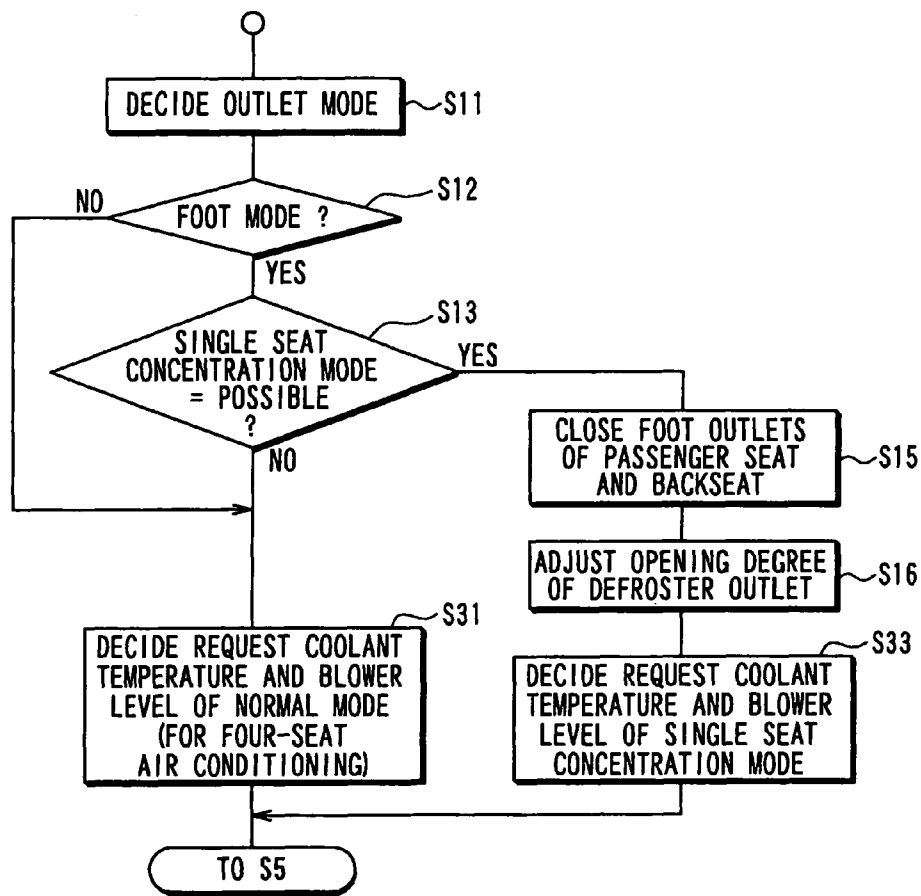 DECIDE OUTLET MODE
S11
S12
NO
FOOT MODE ?
YES
S13
SINGLE SEAT
CONCENTRATION MODE
= POSSIBLE
?
YES
NO
CLOSE FOOT OUTLETS
OF PASSENGER SEAT
AND BACKSEAT
S15
ADJUST OPENING DEGREE
OF DEFROSTER OUTLET
S16
S31
DECIDE REQUEST COOLANT
TEMPERATURE AND BLOWER
LEVEL OF NORMAL MODE
(FOR FOUR-SEAT
AIR CONDITIONING)
S33
DECIDE REQUEST COOLANT
TEMPERATURE AND BLOWER
LEVEL OF SINGLE SEAT
CONCENTRATION MODE
TO S5